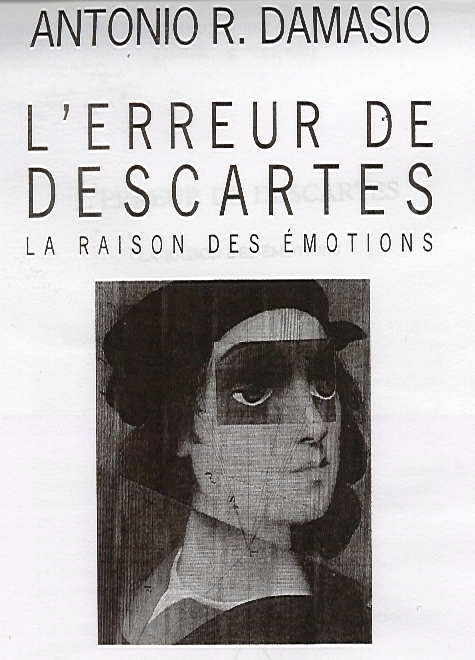 ANTONIO R. DAMASIO
L'ERREUR DE
DESCARTES
LA RAISON DES ÉMOTIONS